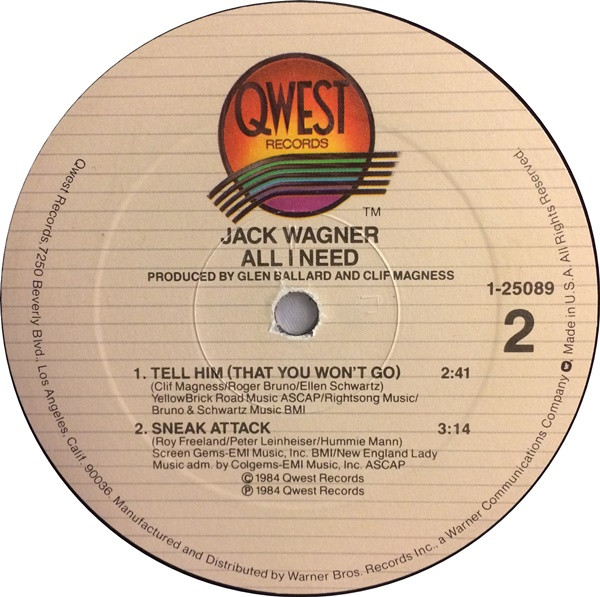 QWEST
RECORDS
TM
JACK WAGNER
ALL I NEED
PRODUCED BY GLEN BALLARD AND CLIF MAGNESS
1-25089
2
1. TELL HIM (THAT YOU WON'T GO) 2:41
(Clif Magness/Roger Bruno/Ellen Schwartz)
YellowBrick Road Music ASCAP/Rightsong Music/
Bruno & Schwartz Music BMI
2. SNEAK ATTACK 3:14
(Roy Freeland/Peter Leinheiser/Hummie Mann)
Screen Gems-EMI Music, Inc. BMI/New England Lady
Music adm. by Colgems-EMI Music, Inc. ASCAP
© 1984 Qwest Records
℗ 1984 Qwest Records
Qwest Records, 7250 Beverly Blvd., Los Angeles, Calif. 90036. Manufactured and Distributed by Warner Bros. Records Inc., a Warner Communications Company. Made in U.S.A. All Rights Reserved.